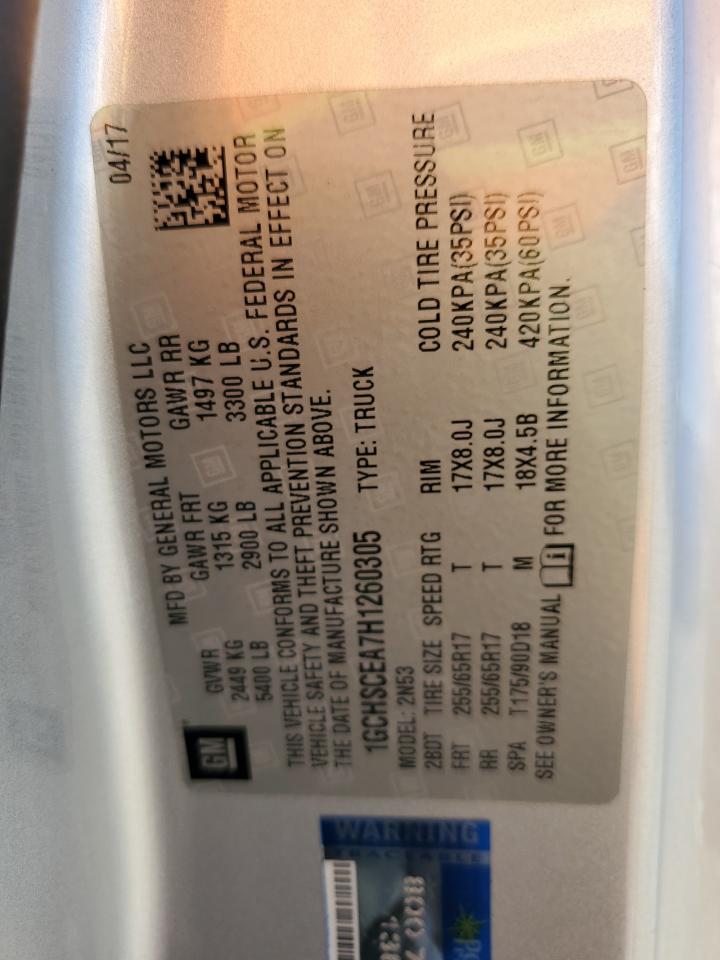 04/17
MFD BY GENERAL MOTORS LLC
GVWR GAWR FRT GAWR RR
2449 KG 1315 KG 1497 KG
5400 LB 2900 LB 3300 LB
THIS VEHICLE CONFORMS TO ALL APPLICABLE U.S. FEDERAL MOTOR
VEHICLE SAFETY AND THEFT PREVENTION STANDARDS IN EFFECT ON
THE DATE OF MANUFACTURE SHOWN ABOVE.
1GCHSCEA7H1260305 TYPE: TRUCK
MODEL: 2N53
2BDT TIRE SIZE SPEED RTG RIM COLD TIRE PRESSURE
FRT 255/65R17 T 17X8.0J 240KPA(35PSI)
RR 255/65R17 T 17X8.0J 240KPA(35PSI)
SPA T175/90D18 M 18X4.5B 420KPA(60PSI)
SEE OWNER'S MANUAL i FOR MORE INFORMATION.
GM
WARNING
TRACEABLE